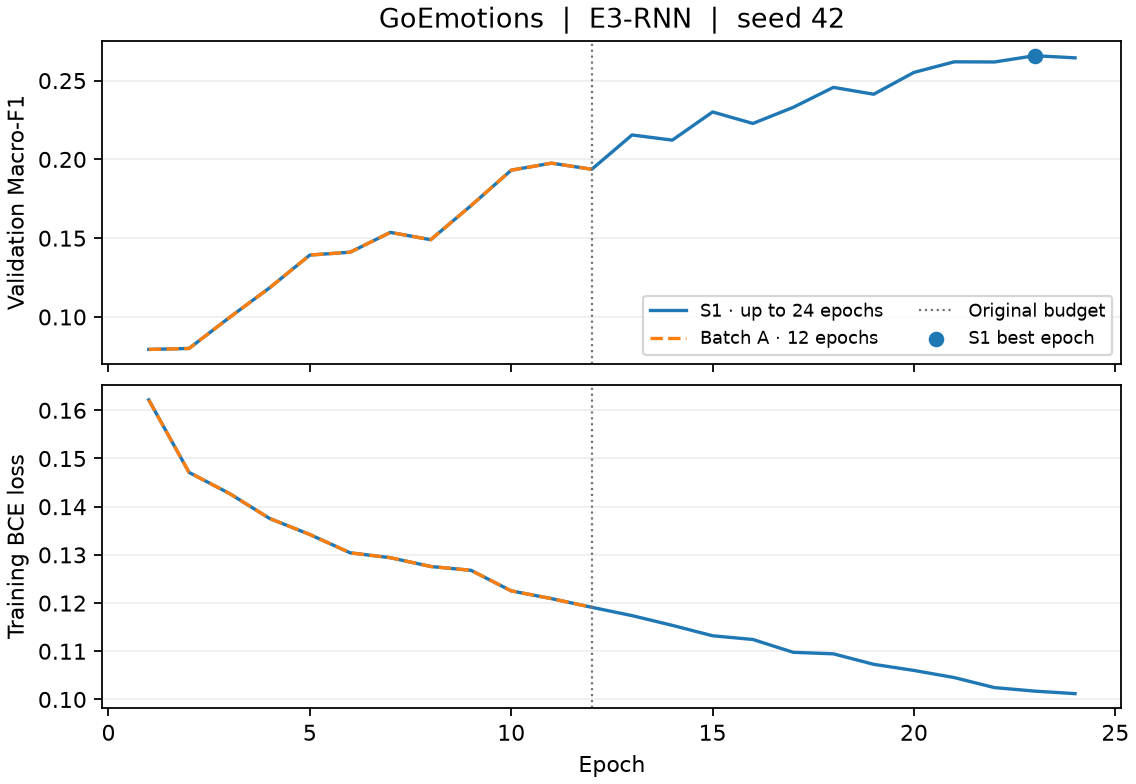 GoEmotions | E3-RNN | seed 42
Validation Macro-F1
0.25
0.20
0.15
0.10
S1 · up to 24 epochs
Batch A · 12 epochs
Original budget
S1 best epoch
Training BCE loss
0.16
0.15
0.14
0.13
0.12
0.11
0.10
0 5 10 15 20 25
Epoch